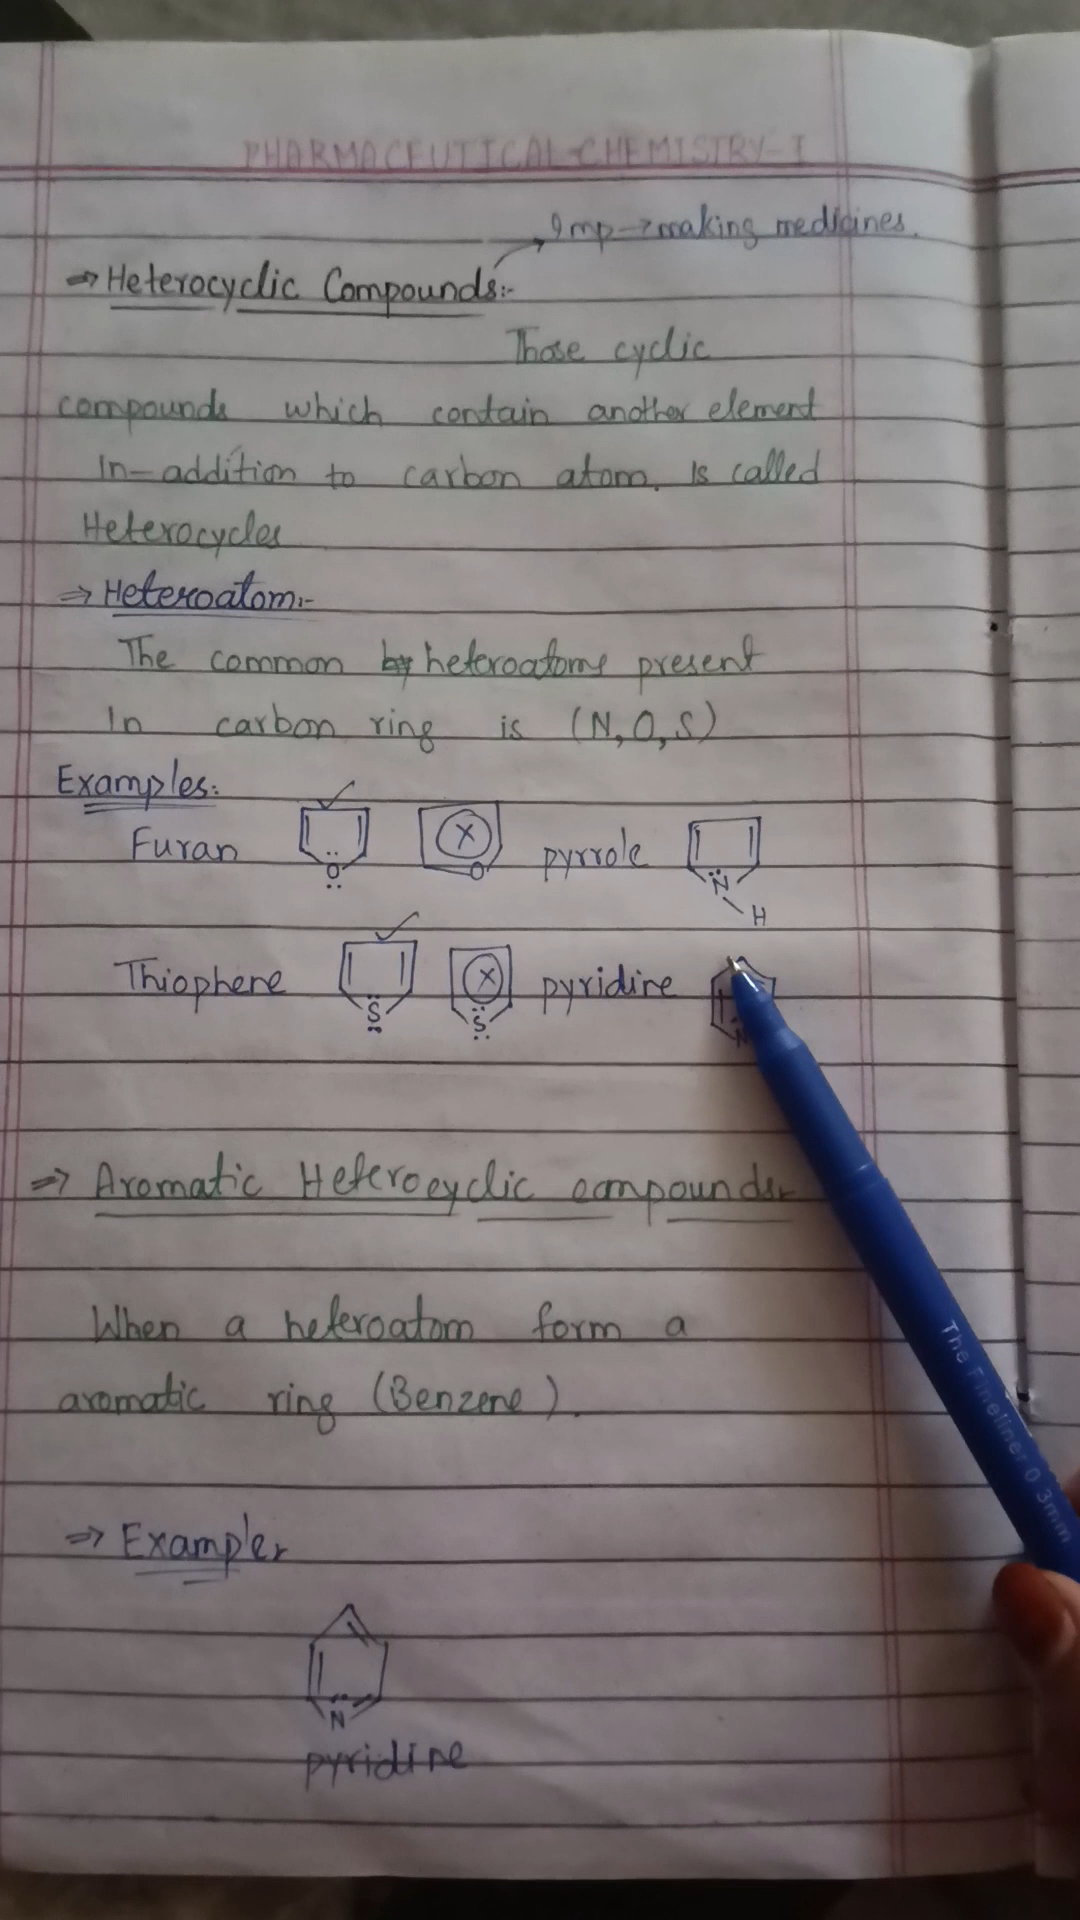 PHARMACEUTICAL CHEMISTRY-I
Imp→making medicines.
⇒ Heterocyclic Compounds:-
Those cyclic
compounds which contain another element
In-addition to carbon atom. Is called
Heterocycles
⇒ Heteroatom:-
The common heteroatoms present
In carbon ring is (N,O,S)
Examples:
Furan O X O pyrrole N H
Thiophene S X S pyridine N
⇒ Aromatic Heterocyclic compounds-
When a heteroatom form a
aromatic ring (Benzene).
⇒ Example:
N
pyridine
The Fineliner 0.3mm